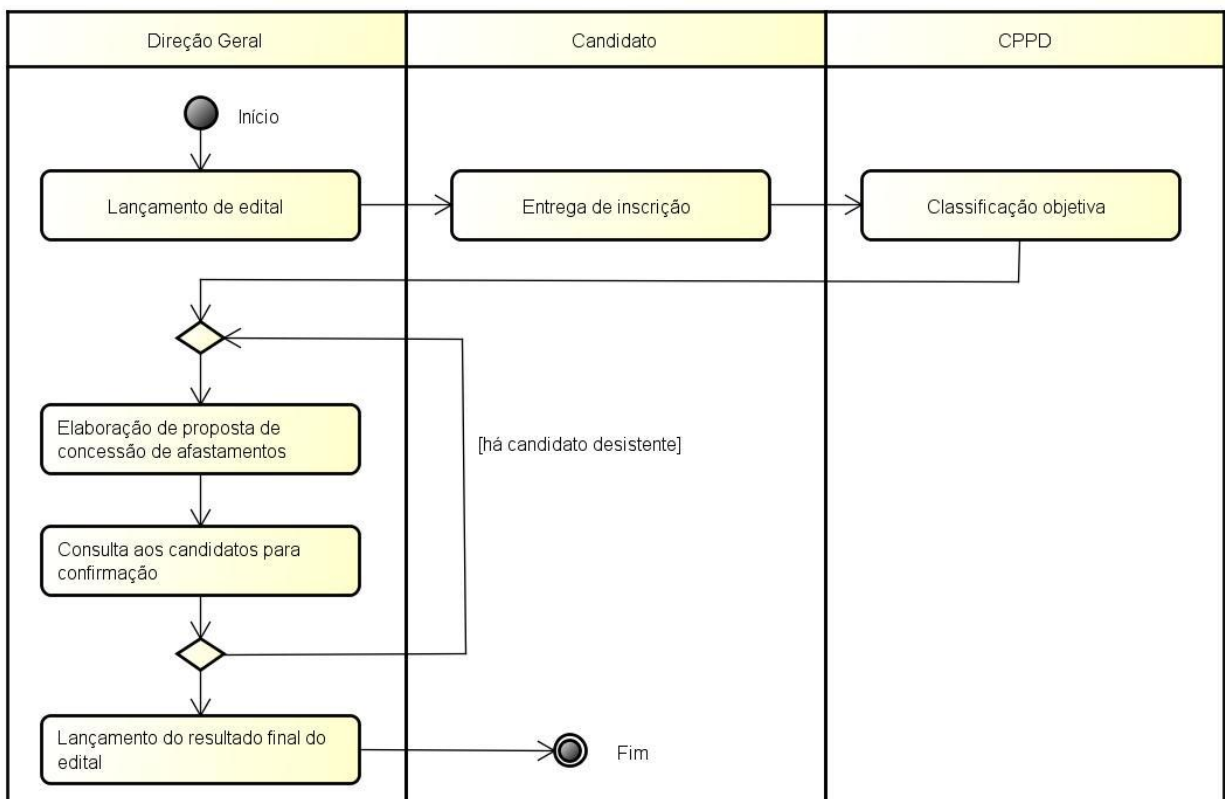 Direção Geral
Candidato
CPPD
Início
Lançamento de edital
Entrega de inscrição
Classificação objetiva
Elaboração de proposta de
concessão de afastamentos
[há candidato desistente]
Consulta aos candidatos para
confirmação
Lançamento do resultado final do
edital
Fim